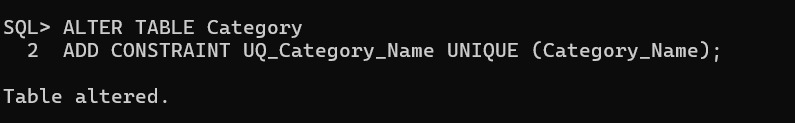 SQL> ALTER TABLE Category
  2  ADD CONSTRAINT UQ_Category_Name UNIQUE (Category_Name);
Table altered.